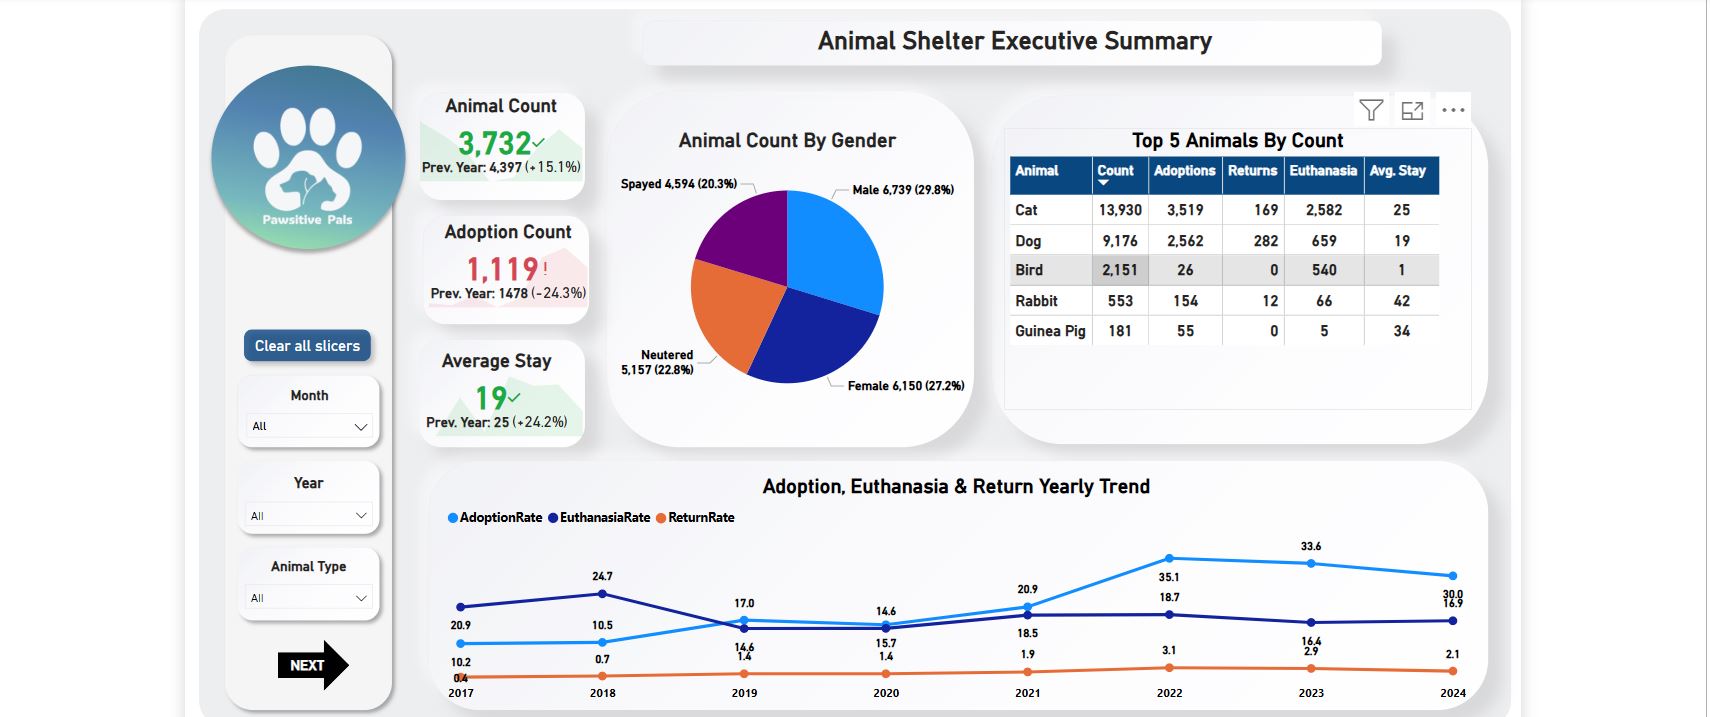 Animal Shelter Executive Summary
Pawsitive Pals
Clear all slicers
Month
All
Year
All
Animal Type
All
NEXT
Animal Count
3,732
Prev. Year: 4,397 (+15.1%)
Adoption Count
1,119!
Prev. Year: 1478 (-24.3%)
Average Stay
19
Prev. Year: 25 (+24.2%)
Animal Count By Gender
Spayed 4,594 (20.3%)
Male 6,739 (29.8%)
Neutered
5,157 (22.8%)
Female 6,150 (27.2%)
Top 5 Animals By Count
Animal Count Adoptions Returns Euthanasia Avg. Stay
Cat 13,930 3,519 169 2,582 25
Dog 9,176 2,562 282 659 19
Bird 2,151 26 0 540 1
Rabbit 553 154 12 66 42
Guinea Pig 181 55 0 5 34
Adoption, Euthanasia & Return Yearly Trend
AdoptionRate EuthanasiaRate ReturnRate
33.6
24.7
35.1
20.9
30.0
17.0
18.7
16.9
14.6
20.9
10.5
18.5
14.6
15.7
16.4
3.1
2.9
1.9
2.1
1.4
1.4
10.2
0.7
0.4
2017 2018 2019 2020 2021 2022 2023 2024